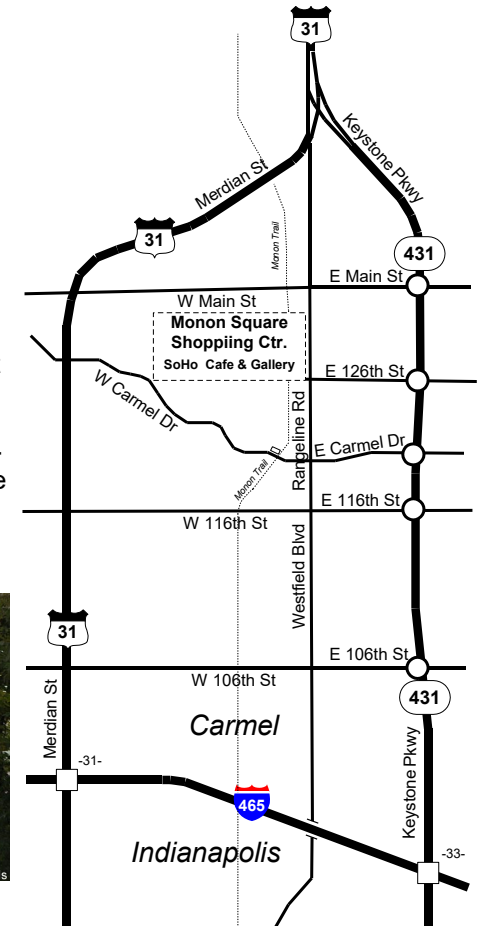 31
Keystone Pkwy
Merdian St
31
Monon Trail
431
E Main St
W Main St
Monon Square
Shoppiing Ctr.
SoHo Cafe & Gallery
E 126th St
W Carmel Dr
Rangeline Rd
E Carmel Dr
Monon Trail
E 116th St
W 116th St
Westfield Blvd
31
E 106th St
W 106th St
431
Merdian St
Carmel
-31-
Keystone Pkwy
465
Indianapolis
-33-
e
s